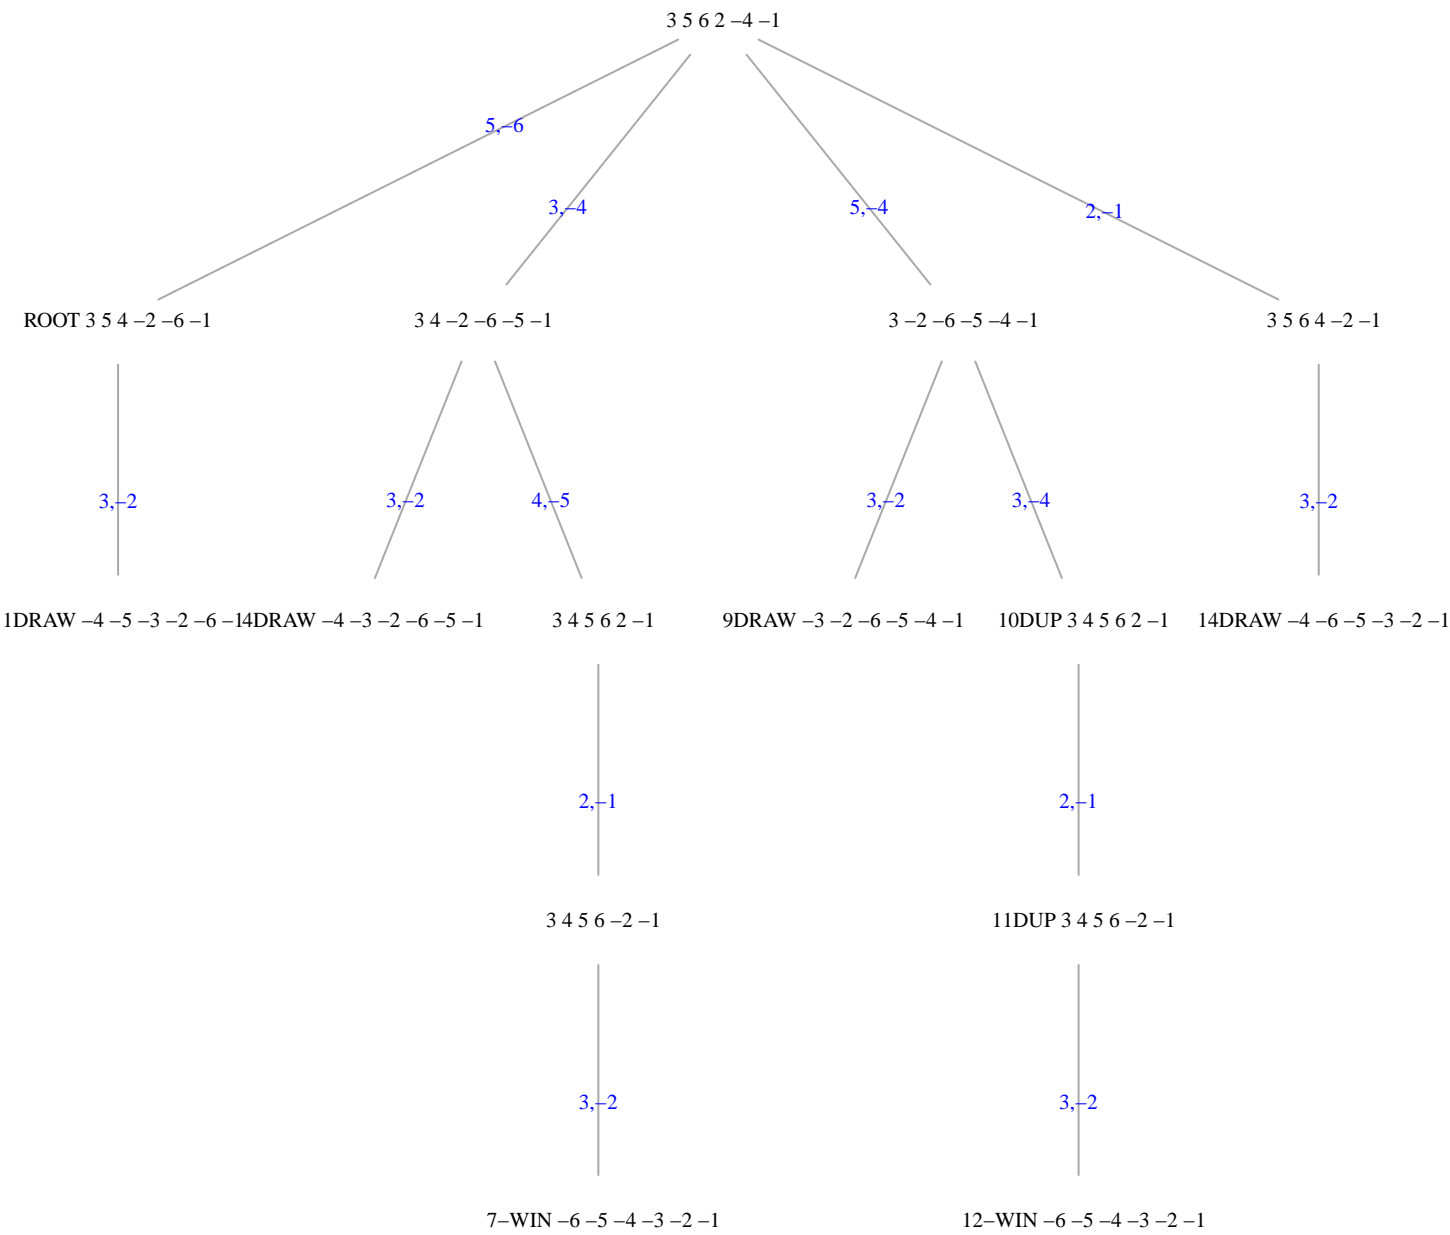 3 5 6 2 −4 −1
5,−6
3,−4
5,−4
2,−1
ROOT 3 5 4 −2 −6 −1
3 4 −2 −6 −5 −1
3 −2 −6 −5 −4 −1
3 5 6 4 −2 −1
3,−2
3,−2
4,−5
3,−2
3,−4
3,−2
1DRAW −4 −5 −3 −2 −6 −1
4DRAW −4 −3 −2 −6 −5 −1
3 4 5 6 2 −1
9DRAW −3 −2 −6 −5 −4 −1
10DUP 3 4 5 6 2 −1
14DRAW −4 −6 −5 −3 −2 −1
2,−1
2,−1
3 4 5 6 −2 −1
11DUP 3 4 5 6 −2 −1
3,−2
3,−2
7−WIN −6 −5 −4 −3 −2 −1
12−WIN −6 −5 −4 −3 −2 −1